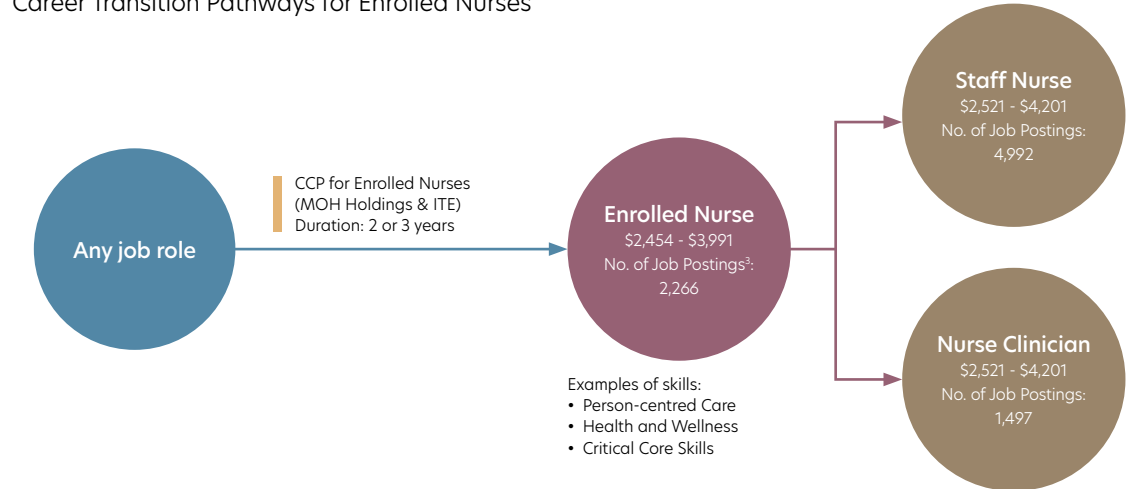 Career Transition Pathways for Enrolled Nurses
Any job role
CCP for Enrolled Nurses
(MOH Holdings & ITE)
Duration: 2 or 3 years
Enrolled Nurse
$2,454 - $3,991
No. of Job Postings³:
2,266
Examples of skills:
• Person-centred Care
• Health and Wellness
• Critical Core Skills
Staff Nurse
$2,521 - $4,201
No. of Job Postings:
4,992
Nurse Clinician
$2,521 - $4,201
No. of Job Postings:
1,497